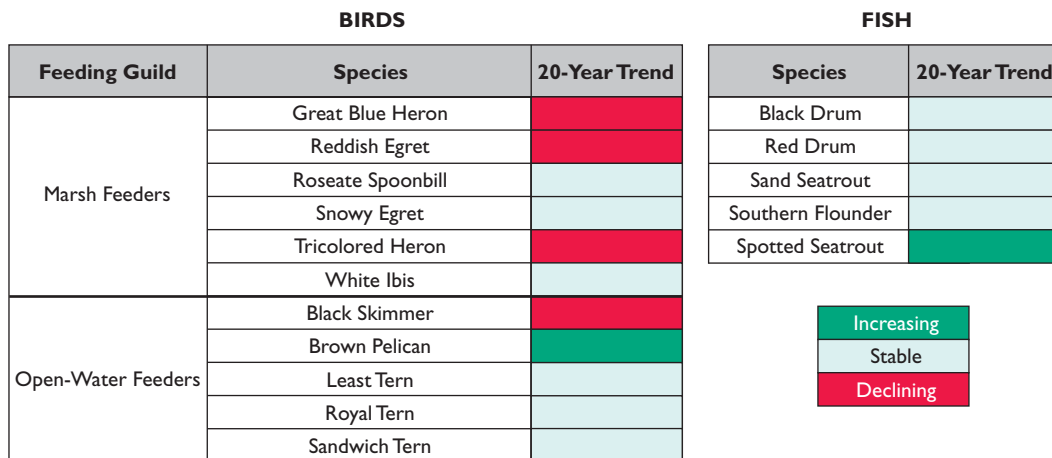 BIRDS
Feeding Guild Species 20-Year Trend
Marsh Feeders
Great Blue Heron
Reddish Egret
Roseate Spoonbill
Snowy Egret
Tricolored Heron
White Ibis
Open-Water Feeders
Black Skimmer
Brown Pelican
Least Tern
Royal Tern
Sandwich Tern
FISH
Species 20-Year Trend
Black Drum
Red Drum
Sand Seatrout
Southern Flounder
Spotted Seatrout
Increasing
Stable
Declining